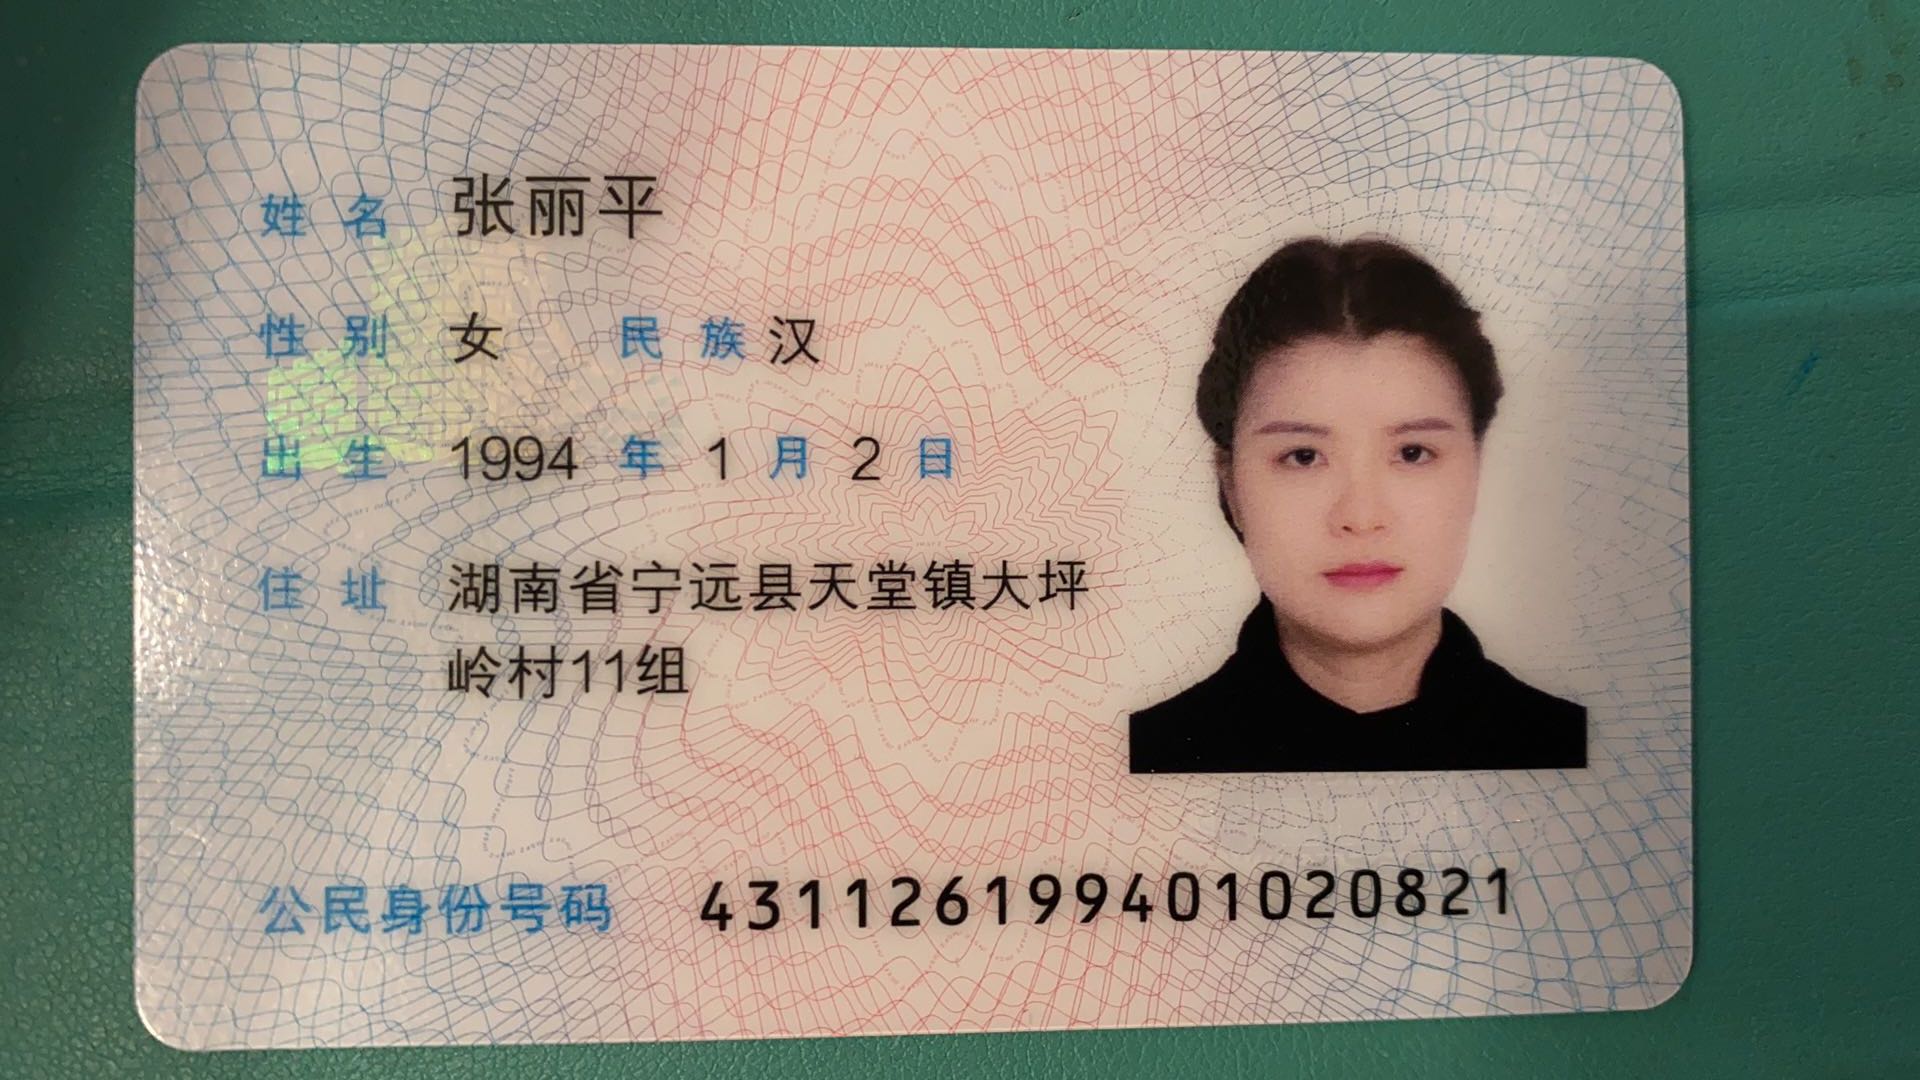 姓名 张丽平
性别 女 民族 汉
出生 1994 年 1 月 2 日
住址 湖南省宁远县天堂镇大坪
岭村11组
公民身份号码 431126199401020821